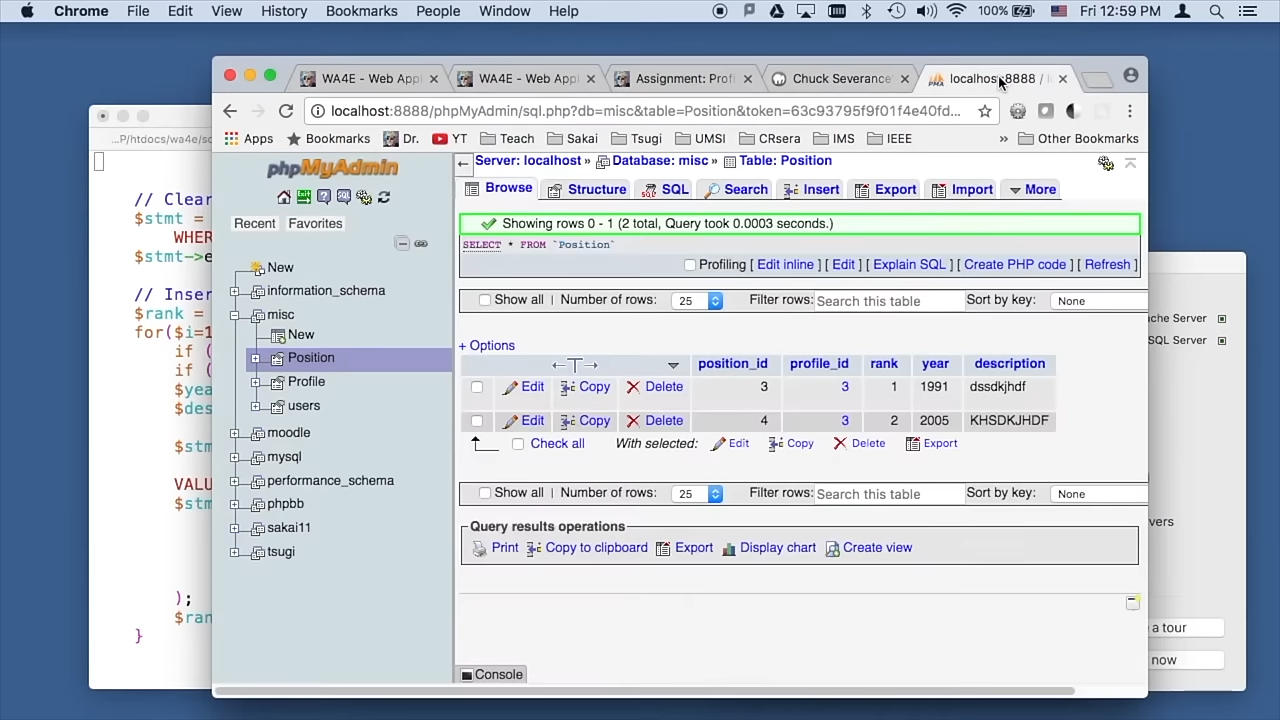 Chrome File Edit View History Bookmarks People Window Help 100% Fri 12:59 PM
WA4E - Web Appl WA4E - Web Appl Assignment: Profi Chuck Severance' localhost:8888 /
localhost:8888/phpMyAdmin/sql.php?db=misc&table=Position&token=63c93795f9f01f4e40fd...
Apps Bookmarks Dr. YT Teach Sakai Tsugi UMSI CRsera IMS IEEE » Other Bookmarks
phpMyAdmin
Recent Favorites
New
information_schema
misc
New
Position
Profile
users
moodle
mysql
performance_schema
phpbb
sakai11
tsugi
Server: localhost » Database: misc » Table: Position
Browse Structure SQL Search Insert Export Import More
Showing rows 0 - 1 (2 total, Query took 0.0003 seconds.)
SELECT * FROM `Position`
Profiling [ Edit inline ] [ Edit ] [ Explain SQL ] [ Create PHP code ] [ Refresh ]
Show all | Number of rows: 25 Filter rows: Search this table Sort by key: None
+ Options
position_id profile_id rank year description
Edit Copy Delete 3 3 1 1991 dssdkjhdf
Edit Copy Delete 4 3 2 2005 KHSDKJHDF
Check all With selected: Edit Copy Delete Export
Show all | Number of rows: 25 Filter rows: Search this table Sort by key: None
Query results operations
Print Copy to clipboard Export Display chart Create view
Console
...P/htdocs/wa4e/so
// Clear
$stmt =
WHER
$stmt->e
// Inser
$rank =
for($i=1
if (
if (
$yea
$des
$stm
VALU
$stm
);
$ran
}
che Server
SQL Server
vers
a tour
now